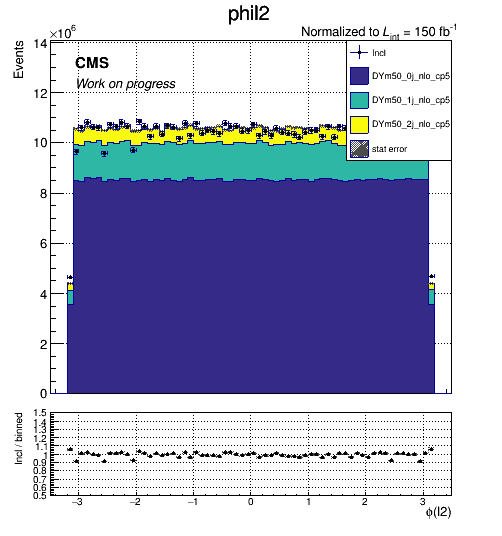 phil2
×10⁶
Normalized to L_int = 150 fb⁻¹
Events
14
12
10
8
6
4
2
0
CMS
Work on progress
Incl
DYm50_0j_nlo_cp5
DYm50_1j_nlo_cp5
DYm50_2j_nlo_cp5
stat error
Incl / binned
1.5
1.4
1.3
1.2
1.1
1
0.9
0.8
0.7
0.6
0.5
−3 −2 −1 0 1 2 3
ϕ(l2)